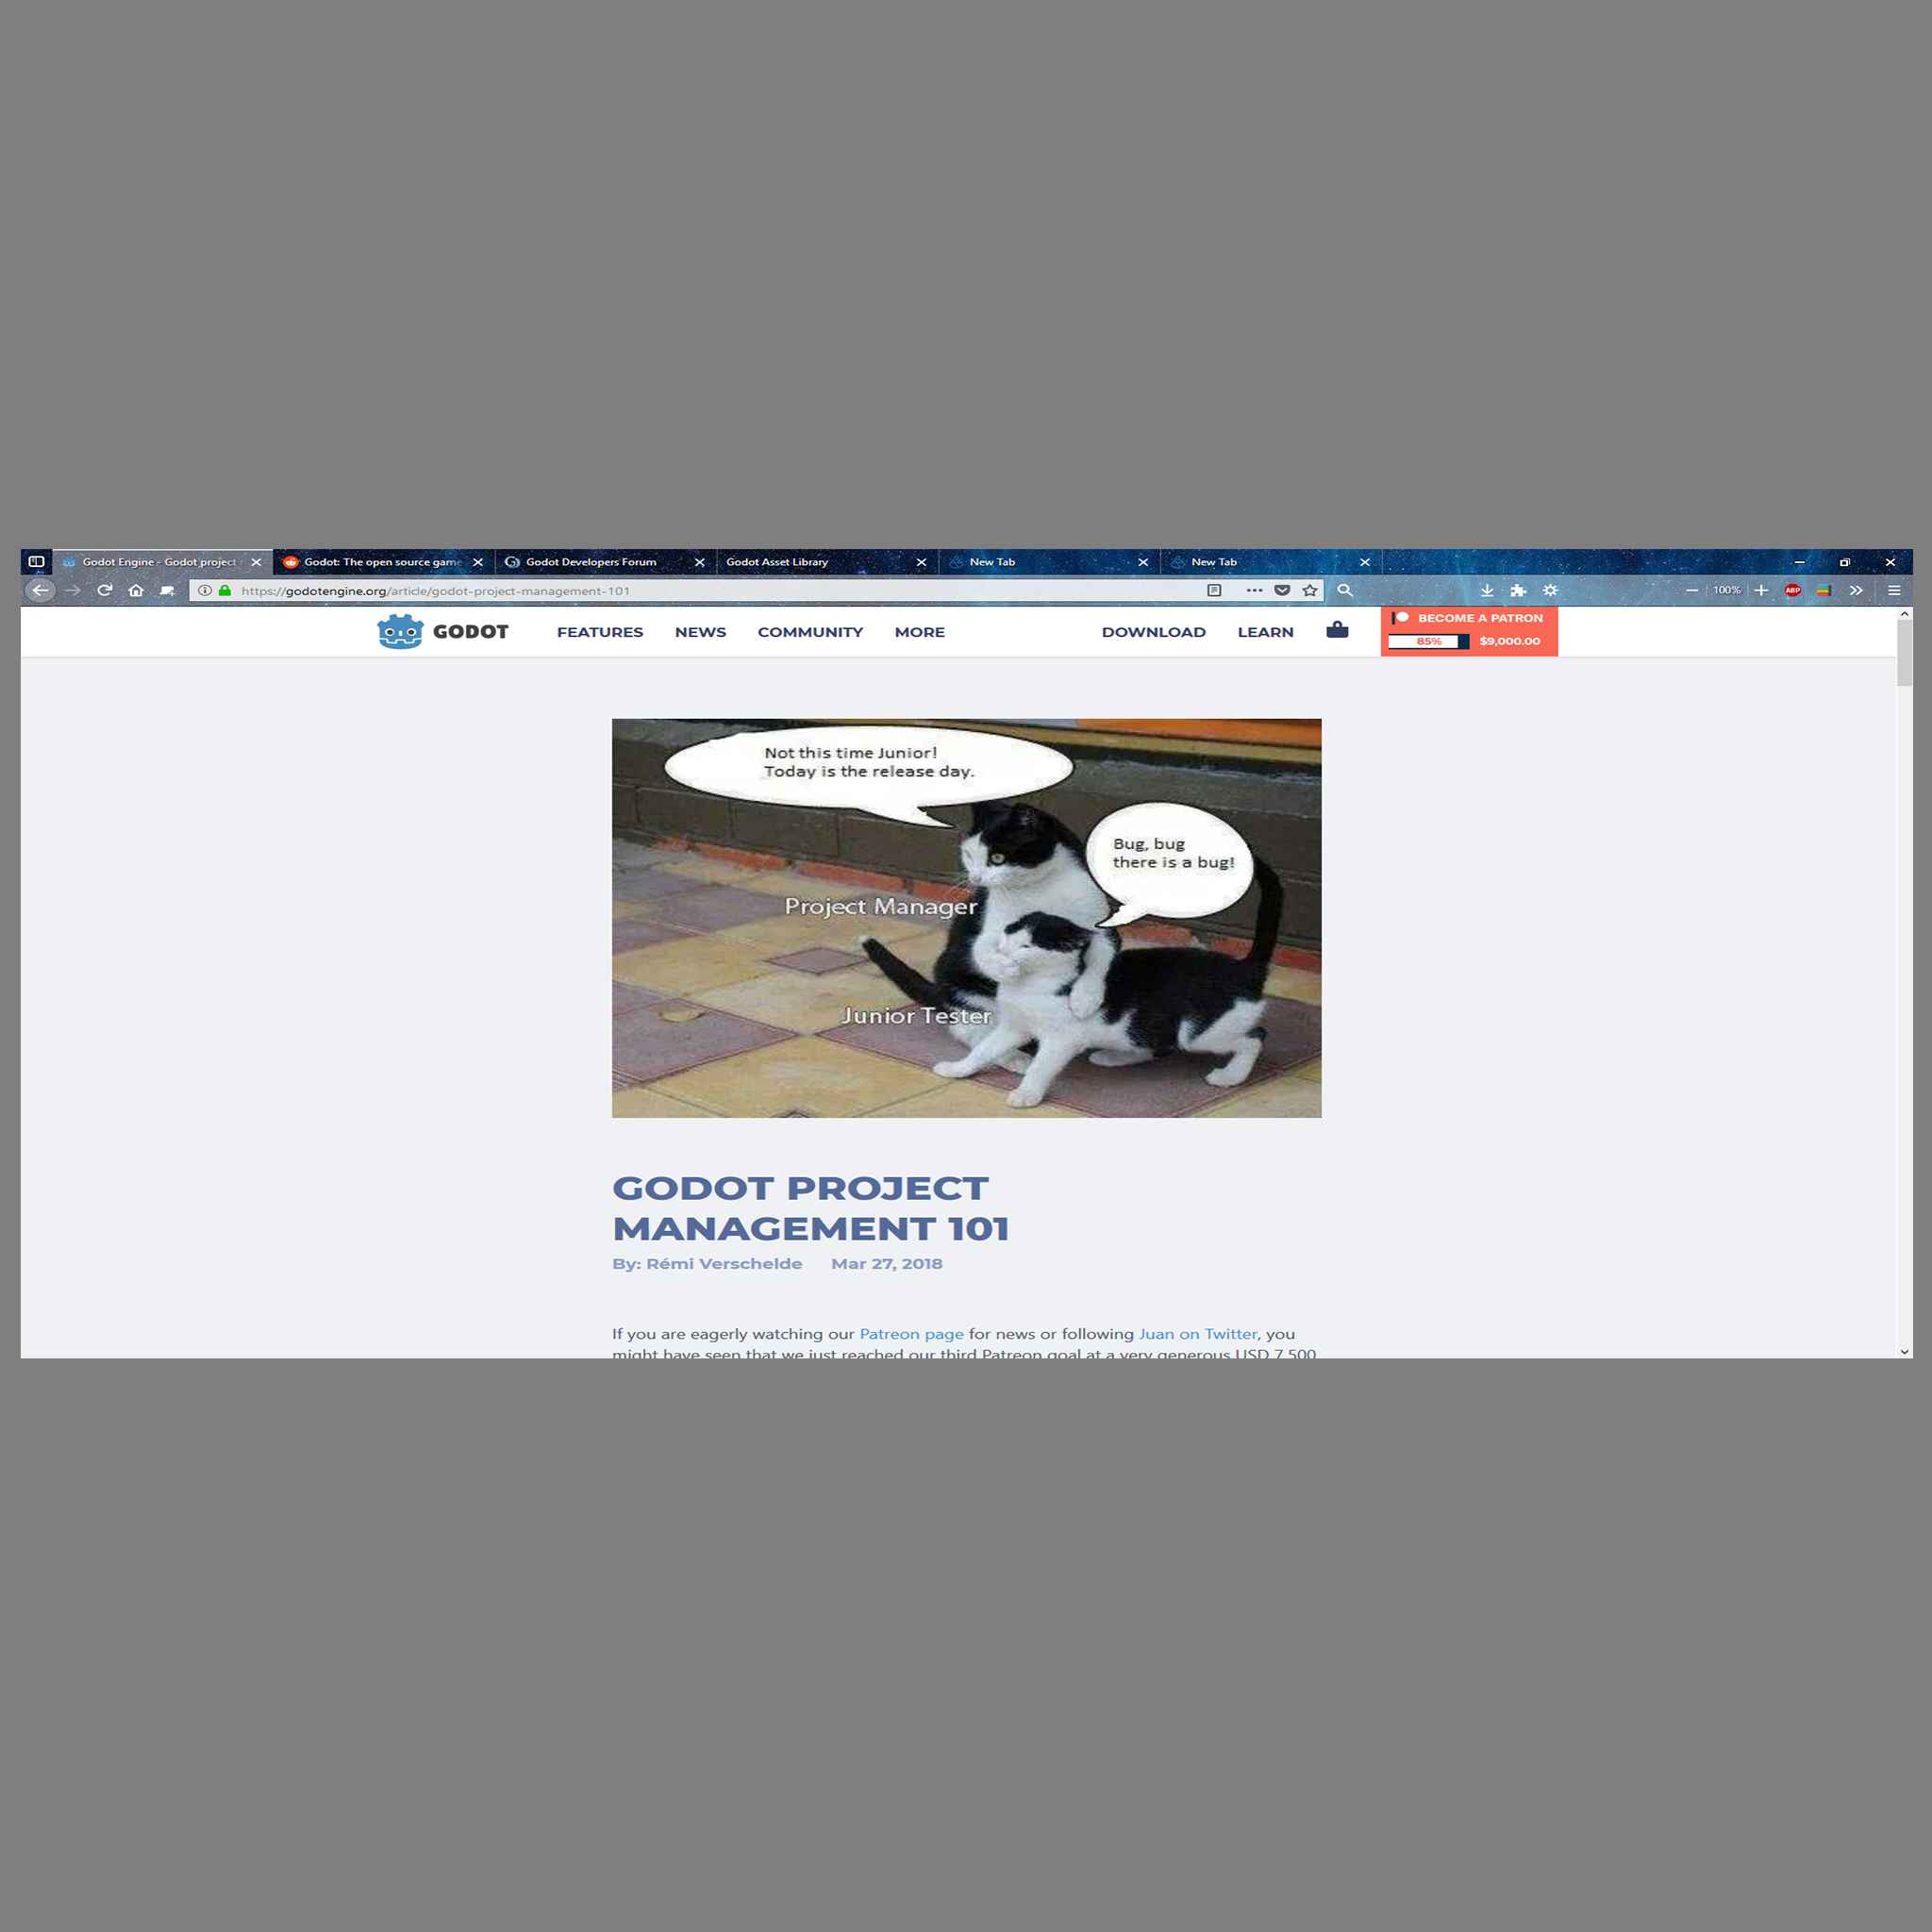 Godot Engine - Godot project
Godot: The open source game
Godot Developers Forum
Godot Asset Library
New Tab
New Tab
https://godotengine.org/article/godot-project-management-101
100%
ABP
GODOT
FEATURES
NEWS
COMMUNITY
MORE
DOWNLOAD
LEARN
BECOME A PATRON
85%
$9,000.00
Not this time Junior!
Today is the release day.
Bug, bug
there is a bug!
Project Manager
Junior Tester
GODOT PROJECT
MANAGEMENT 101
By: Rémi Verschelde Mar 27, 2018
If you are eagerly watching our Patreon page for news or following Juan on Twitter, you
might have seen that we just reached our third Patreon goal at a very generous USD 7,500